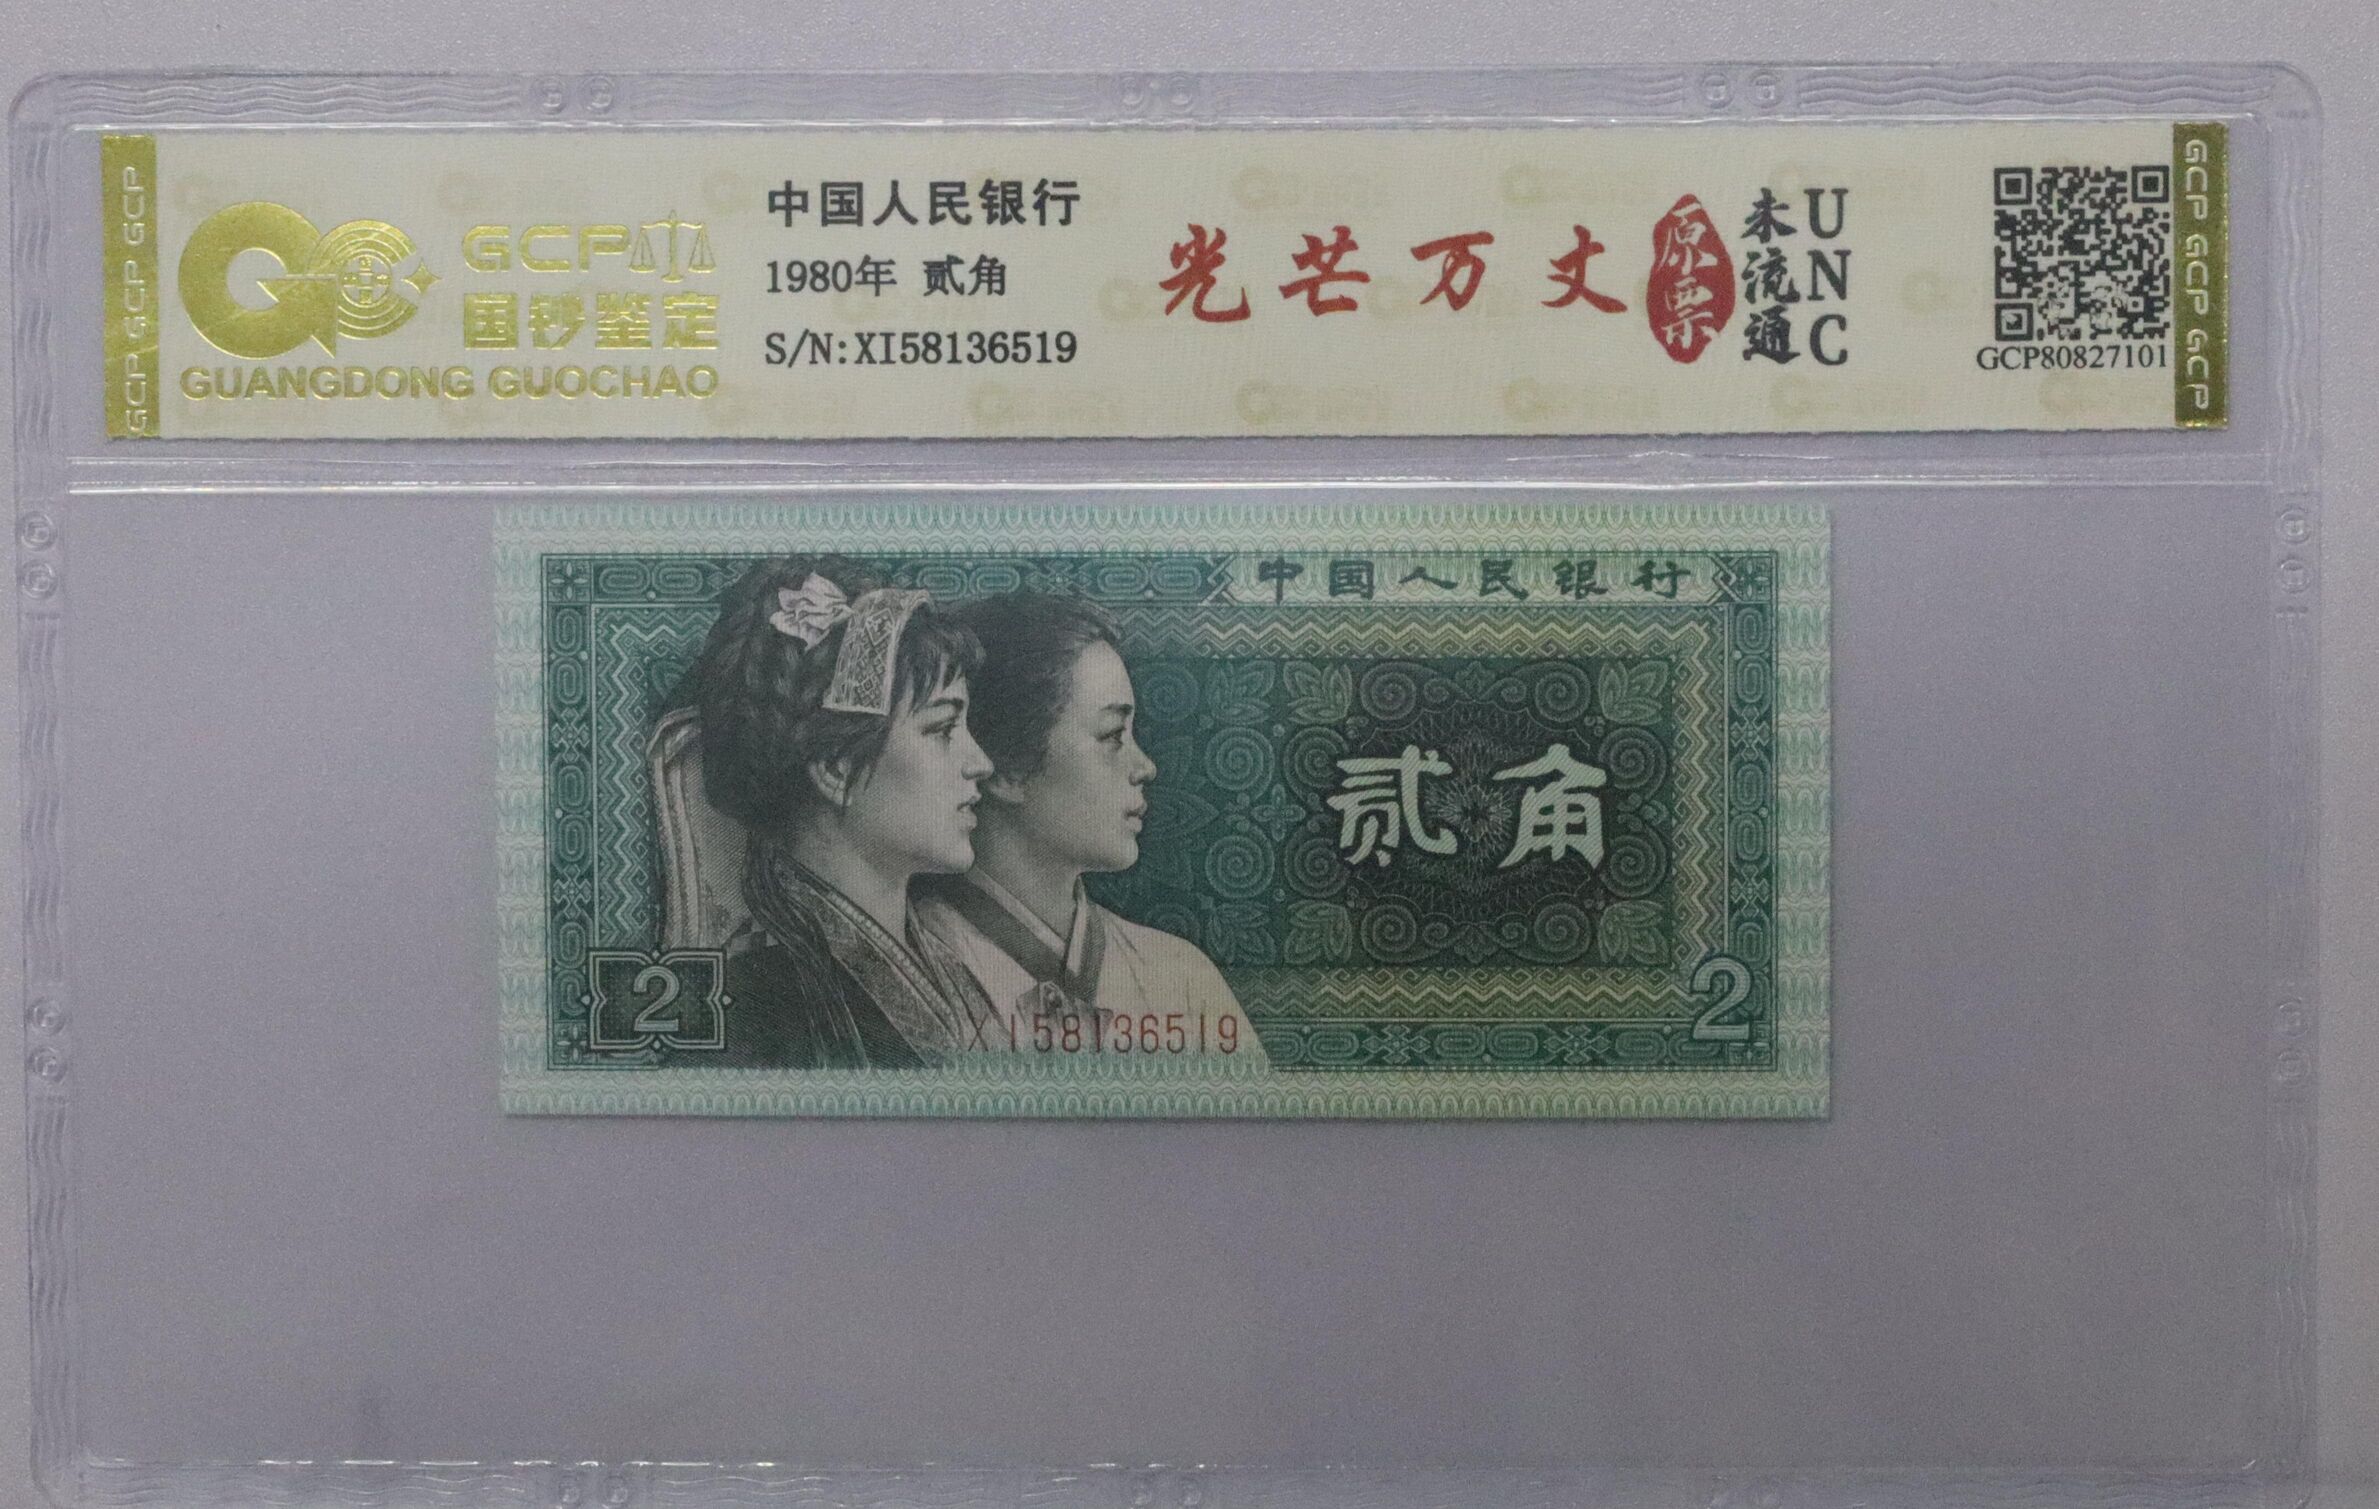 GCP GCP GCP
GCP
国钞鉴定
GUANGDONG GUOCHAO
中国人民银行
1980年 贰角
S/N:XI58136519
光芒万丈
原票
未流通
UNC
GCP80827101
GCP GCP GCP
中国人民银行
贰角
2
XI58136519
2